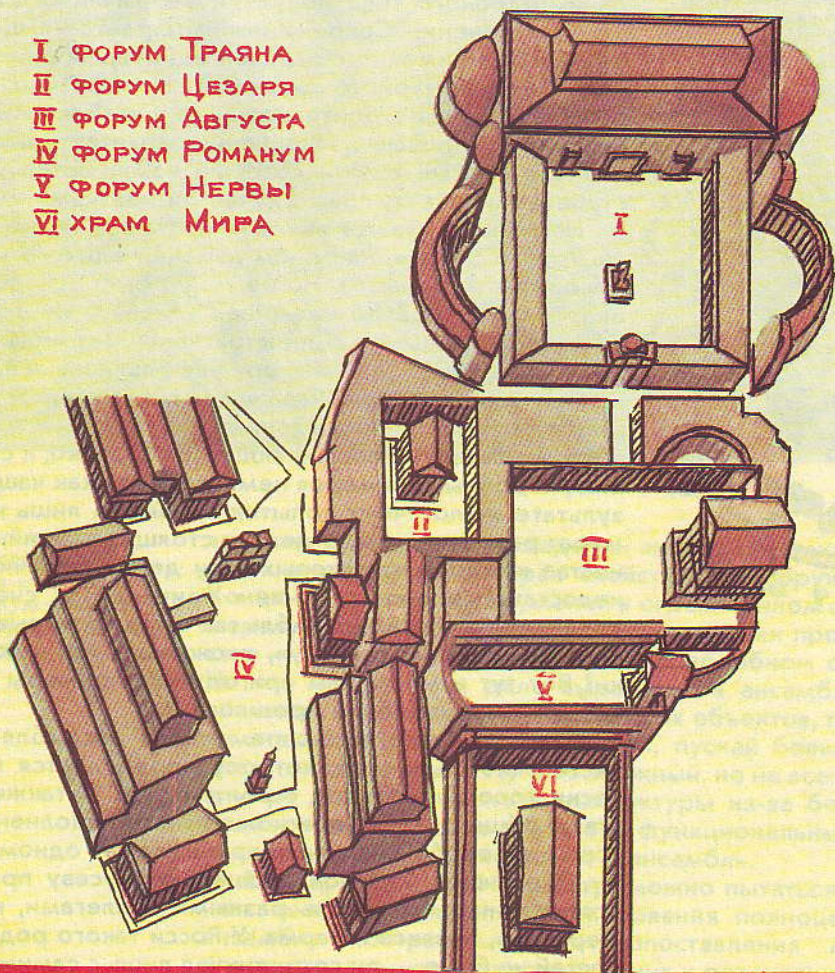 I ФОРУМ ТРАЯНА
II ФОРУМ ЦЕЗАРЯ
III ФОРУМ АВГУСТА
IV ФОРУМ РОМАНУМ
V ФОРУМ НЕРВЫ
VI ХРАМ МИРА
I
II
III
IV
V
VI